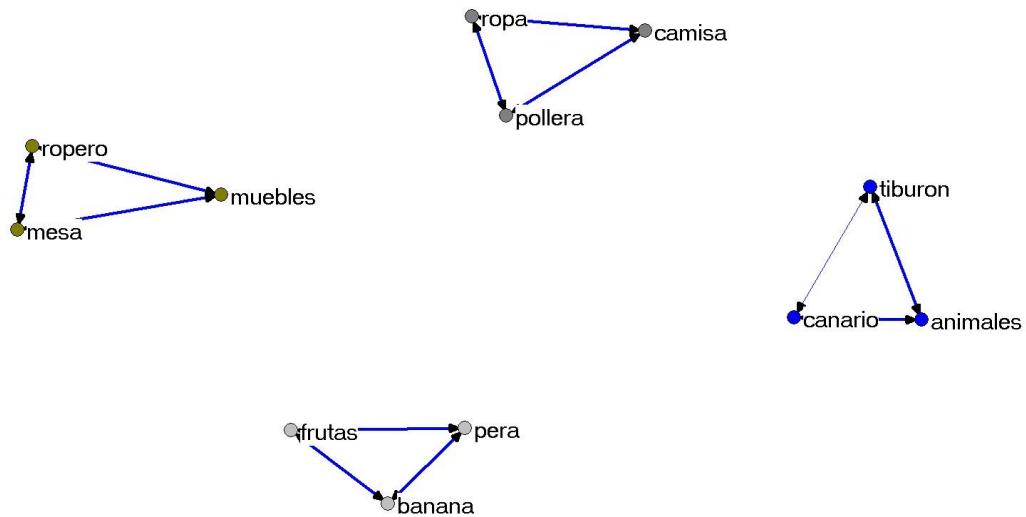 ropa
camisa
pollera
ropero
muebles
mesa
tiburon
canario
animales
frutas
pera
banana